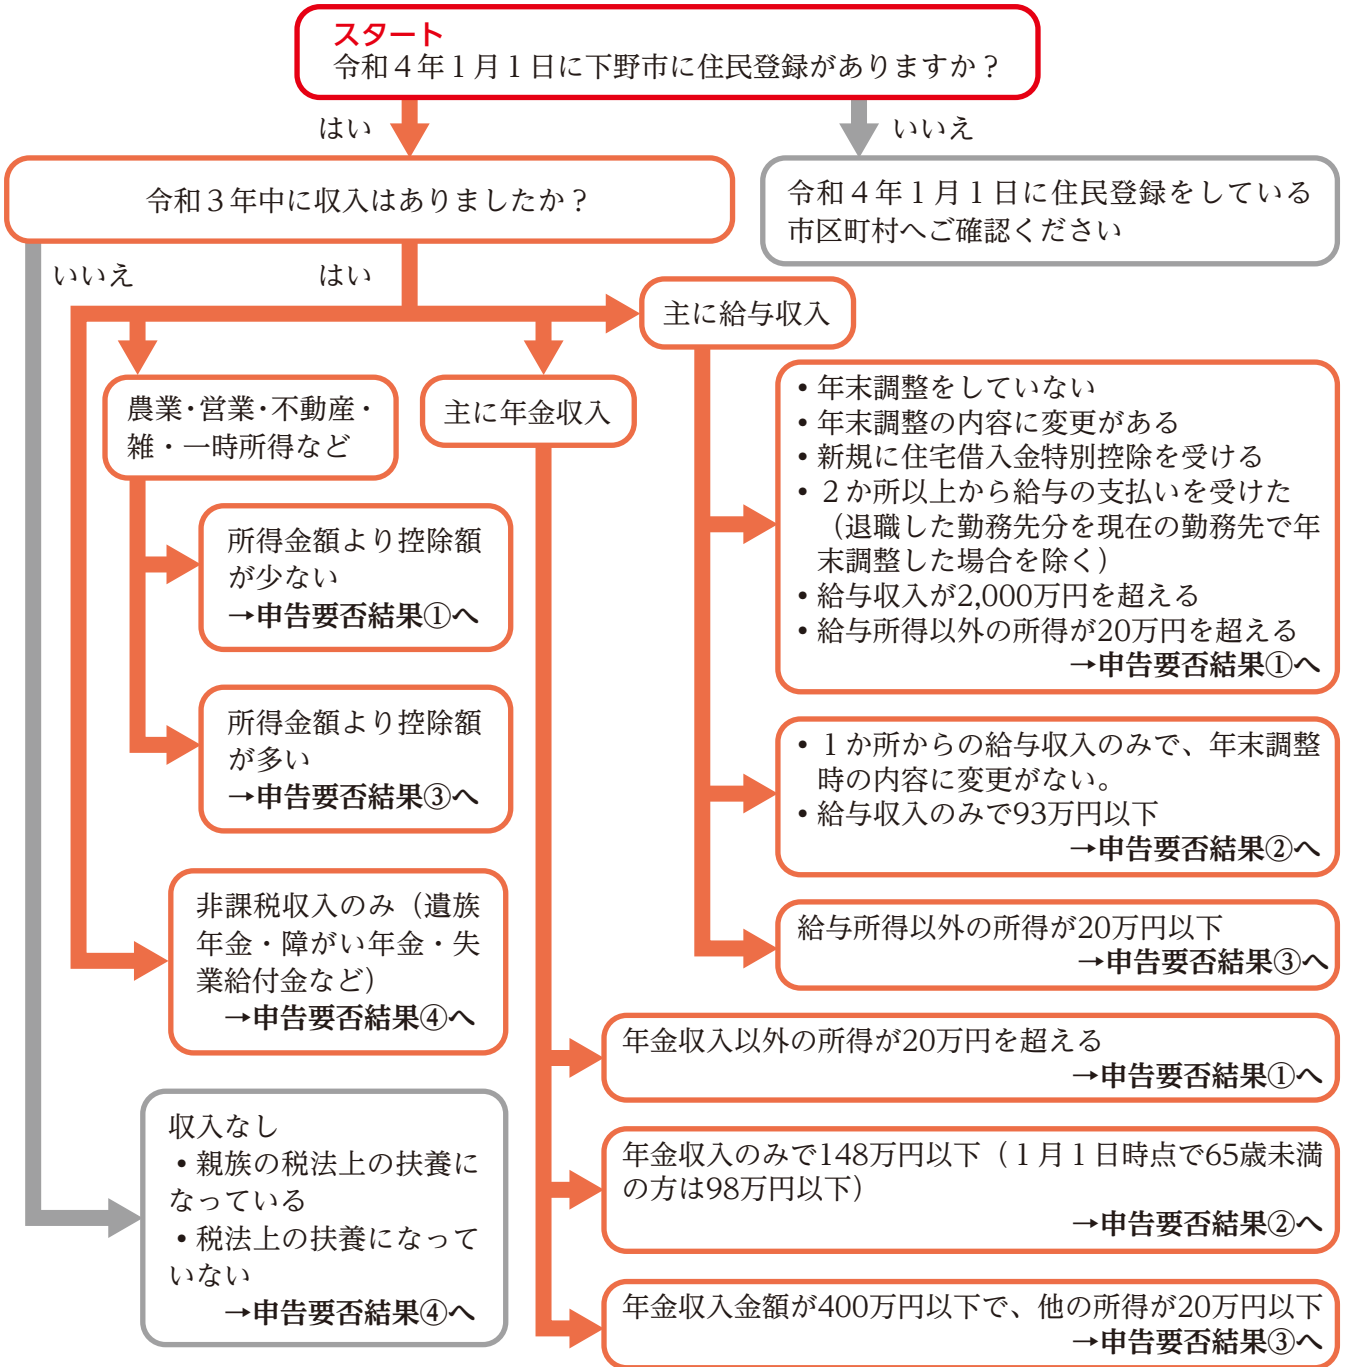 スタート
令和４年１月１日に下野市に住民登録がありますか？
はい
いいえ
令和３年中に収入はありましたか？
令和４年１月１日に住民登録をしている
市区町村へご確認ください
いいえ
はい
主に給与収入
農業・営業・不動産・
雑・一時所得など
主に年金収入
・年末調整をしていない
・年末調整の内容に変更がある
・新規に住宅借入金特別控除を受ける
・２か所以上から給与の支払いを受けた
（退職した勤務先分を現在の勤務先で年
末調整した場合を除く）
・給与収入が2,000万円を超える
・給与所得以外の所得が20万円を超える
→申告要否結果①へ
所得金額より控除額
が少ない
→申告要否結果①へ
所得金額より控除額
が多い
→申告要否結果③へ
・１か所からの給与収入のみで、年末調整
時の内容に変更がない。
・給与収入のみで93万円以下
→申告要否結果②へ
非課税収入のみ（遺族
年金・障がい年金・失
業給付金など）
→申告要否結果④へ
給与所得以外の所得が20万円以下
→申告要否結果③へ
年金収入以外の所得が20万円を超える
→申告要否結果①へ
収入なし
・親族の税法上の扶養に
なっている
・税法上の扶養になって
いない
→申告要否結果④へ
年金収入のみで148万円以下（１月１日時点で65歳未満
の方は98万円以下）
→申告要否結果②へ
年金収入金額が400万円以下で、他の所得が20万円以下
→申告要否結果③へ